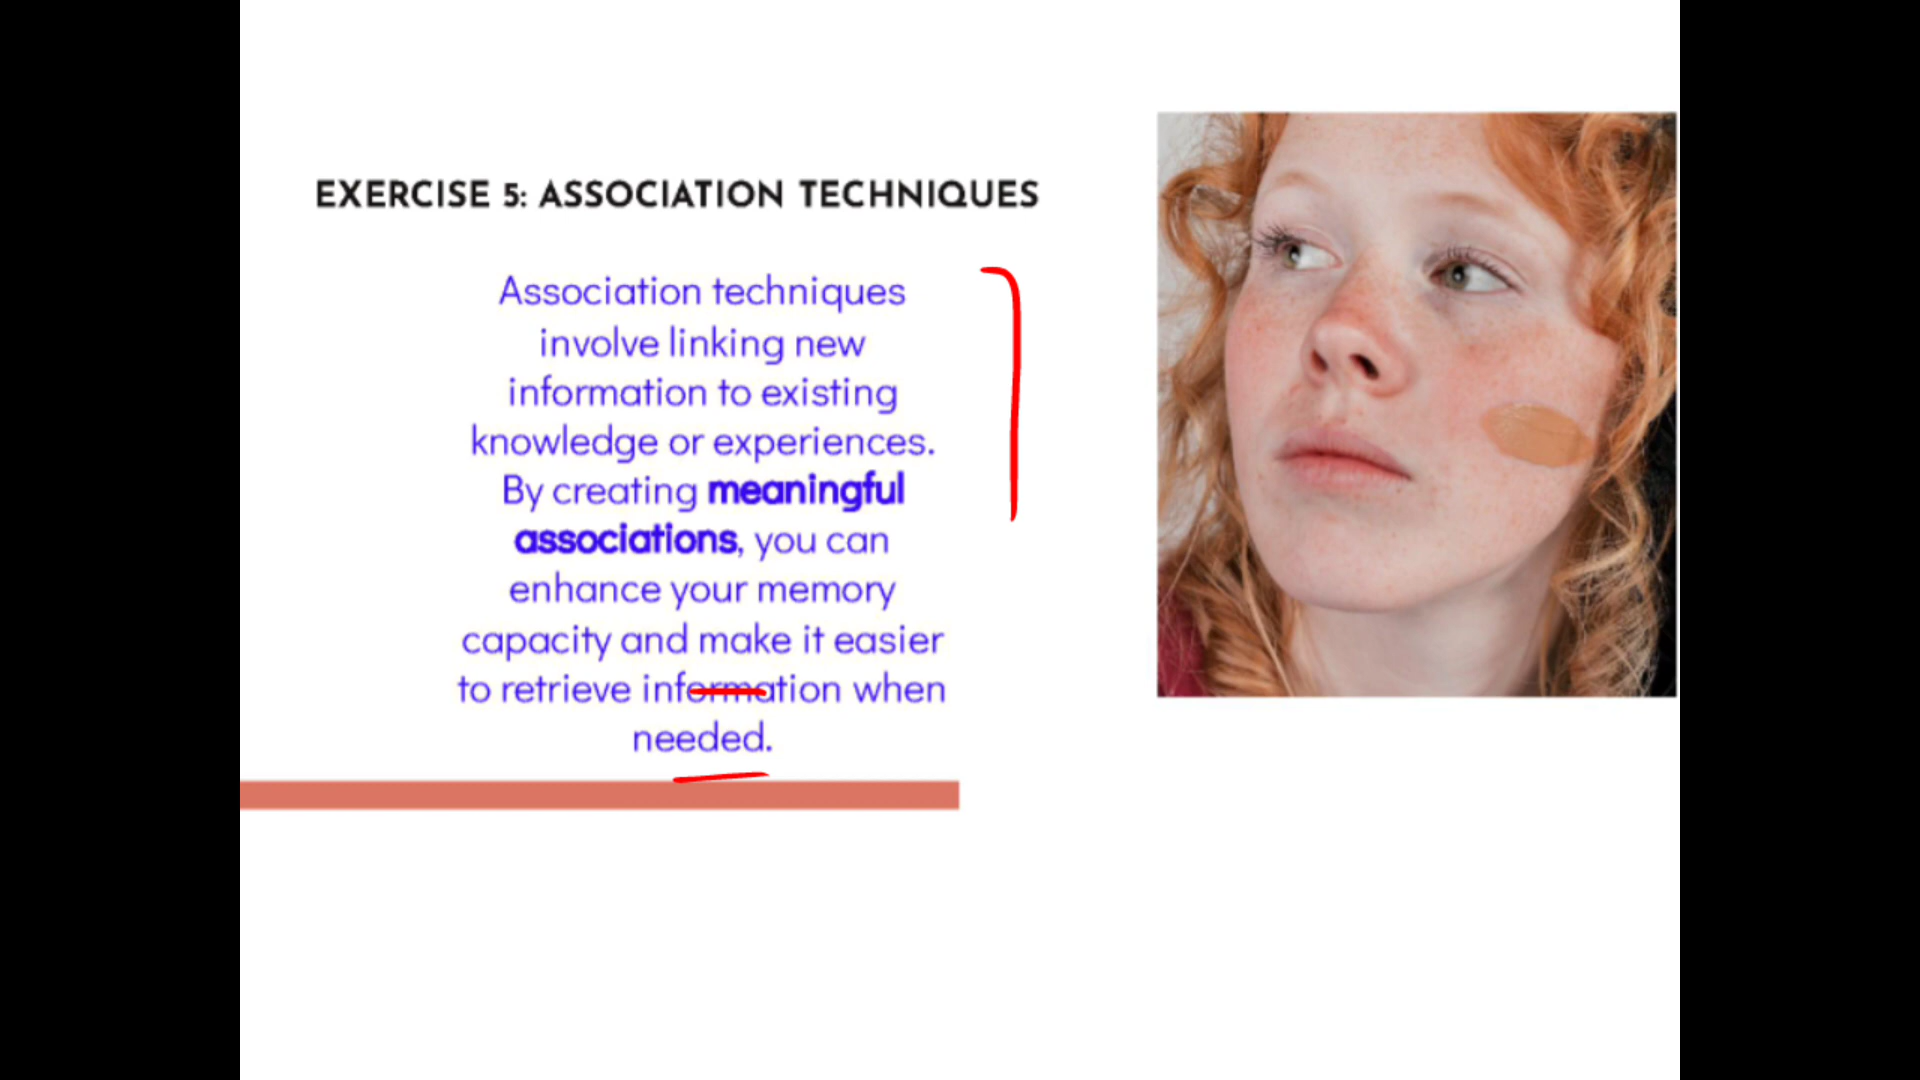 EXERCISE 5: ASSOCIATION TECHNIQUES
Association techniques
involve linking new
information to existing
knowledge or experiences.
By creating meaningful
associations, you can
enhance your memory
capacity and make it easier
to retrieve information when
needed.